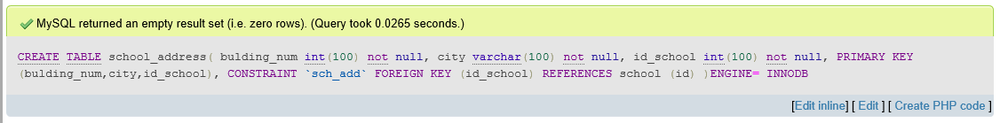 MySQL returned an empty result set (i.e. zero rows). (Query took 0.0265 seconds.)
CREATE TABLE school_address( bulding_num int(100) not null, city varchar(100) not null, id_school int(100) not null, PRIMARY KEY
(bulding_num,city,id_school), CONSTRAINT `sch_add` FOREIGN KEY (id_school) REFERENCES school (id) )ENGINE= INNODB
[Edit inline] [ Edit ] [ Create PHP code ]